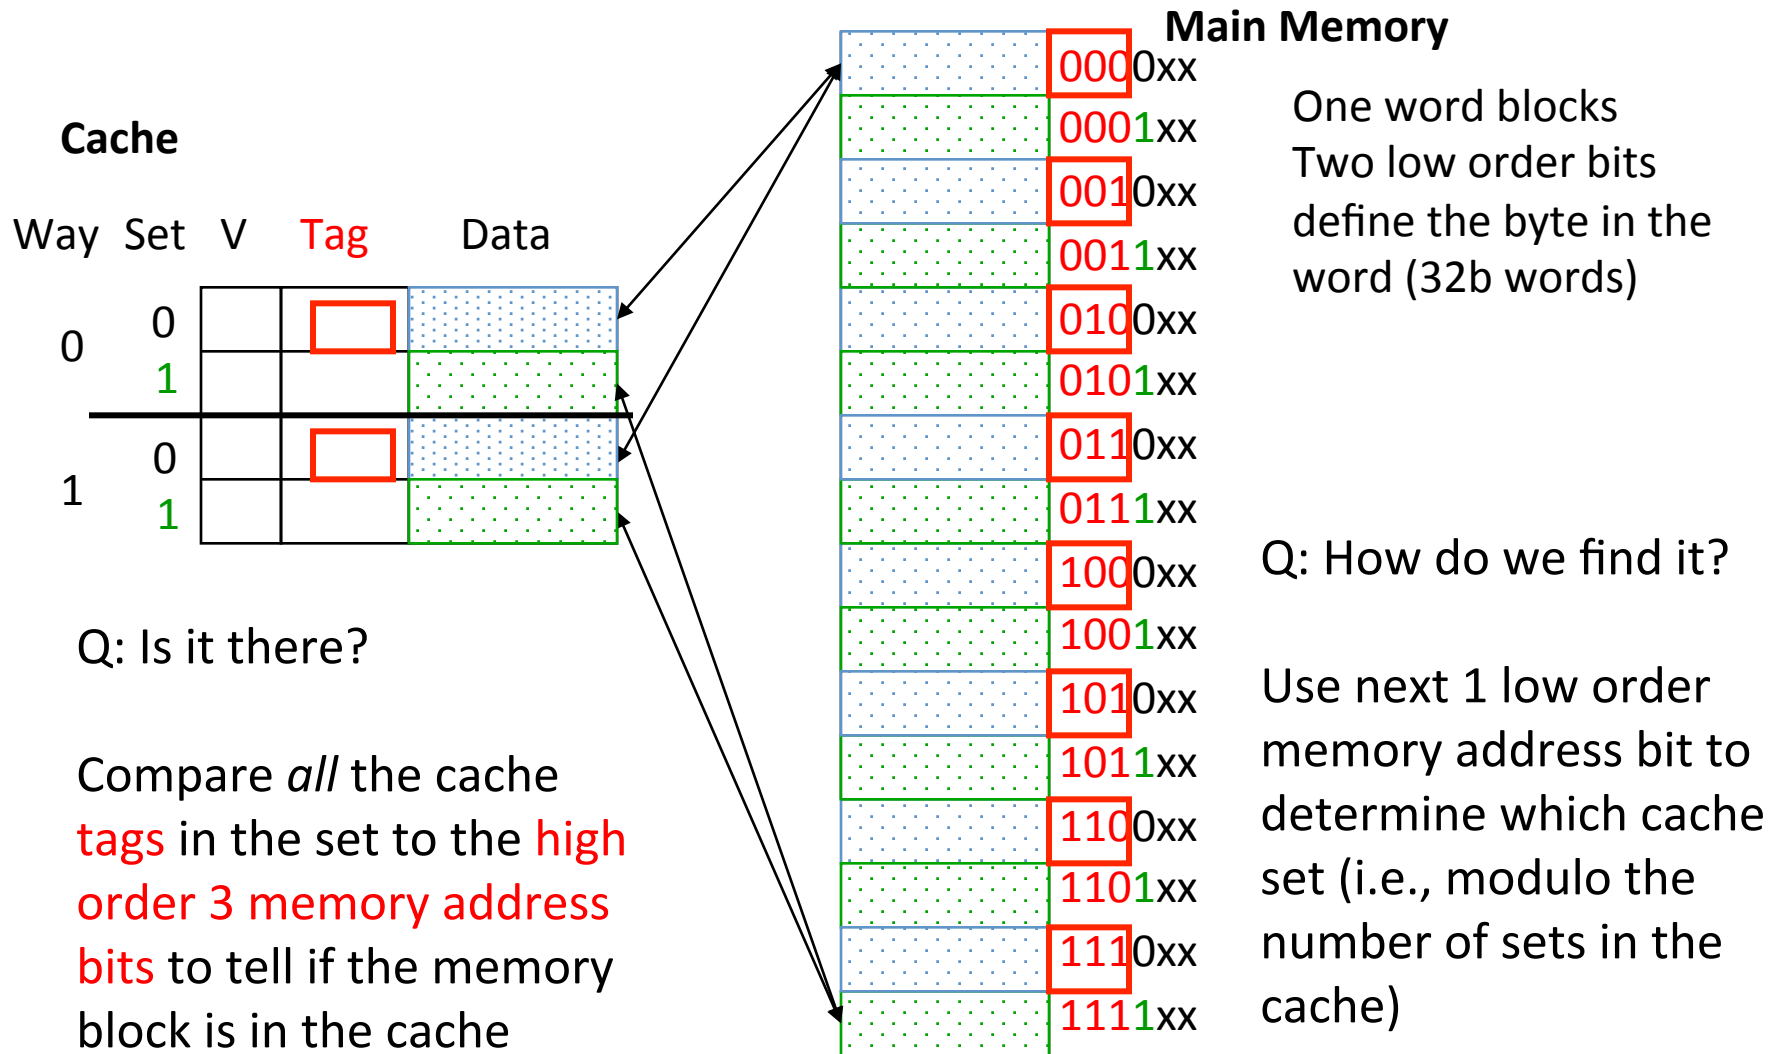 Main Memory
Cache
Way Set V Tag Data
0
0
1
1
0
1
0000xx
0001xx
0010xx
0011xx
0100xx
0101xx
0110xx
0111xx
1000xx
1001xx
1010xx
1011xx
1100xx
1101xx
1110xx
1111xx
One word blocks
Two low order bits
define the byte in the
word (32b words)
Q: Is it there?
Compare all the cache
tags in the set to the high
order 3 memory address
bits to tell if the memory
block is in the cache
Q: How do we find it?
Use next 1 low order
memory address bit to
determine which cache
set (i.e., modulo the
number of sets in the
cache)